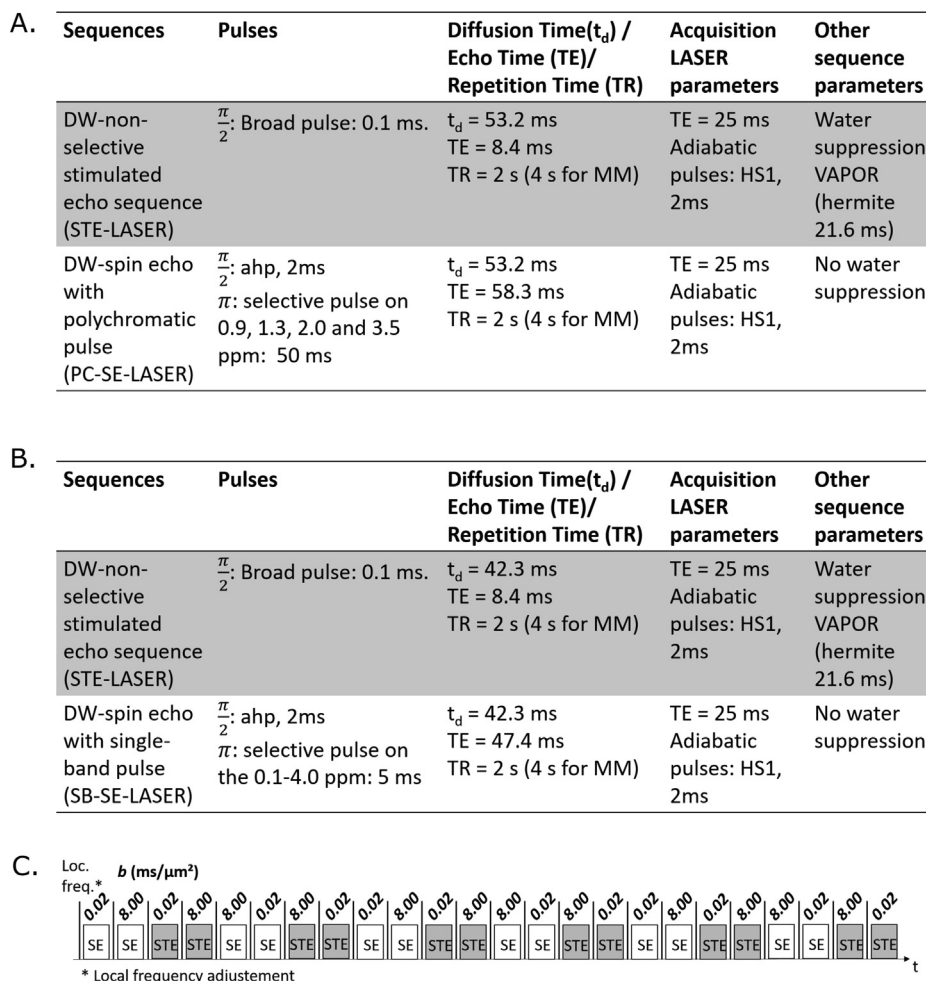 A.
Sequences
Pulses
Diffusion Time(t_d) /
Echo Time (TE)/
Repetition Time (TR)
Acquisition
LASER
parameters
Other
sequence
parameters
DW-non-
selective
stimulated
echo sequence
(STE-LASER)
π/2: Broad pulse: 0.1 ms.
t_d = 53.2 ms
TE = 8.4 ms
TR = 2 s (4 s for MM)
TE = 25 ms
Adiabatic
pulses: HS1,
2ms
Water
suppression
VAPOR
(hermite
21.6 ms)
DW-spin echo
with
polychromatic
pulse
(PC-SE-LASER)
π/2: ahp, 2ms
π: selective pulse on
0.9, 1.3, 2.0 and 3.5
ppm: 50 ms
t_d = 53.2 ms
TE = 58.3 ms
TR = 2 s (4 s for MM)
TE = 25 ms
Adiabatic
pulses: HS1,
2ms
No water
suppression
B.
Sequences
Pulses
Diffusion Time(t_d) /
Echo Time (TE)/
Repetition Time (TR)
Acquisition
LASER
parameters
Other
sequence
parameters
DW-non-
selective
stimulated
echo sequence
(STE-LASER)
π/2: Broad pulse: 0.1 ms.
t_d = 42.3 ms
TE = 8.4 ms
TR = 2 s (4 s for MM)
TE = 25 ms
Adiabatic
pulses: HS1,
2ms
Water
suppression
VAPOR
(hermite
21.6 ms)
DW-spin echo
with single-
band pulse
(SB-SE-LASER)
π/2: ahp, 2ms
π: selective pulse on
the 0.1-4.0 ppm: 5 ms
t_d = 42.3 ms
TE = 47.4 ms
TR = 2 s (4 s for MM)
TE = 25 ms
Adiabatic
pulses: HS1,
2ms
No water
suppression
C.
Loc.
freq.*
b (ms/µm²)
0.02 8.00 0.02 8.00 8.00 0.02 8.00 0.02 0.02 8.00 0.02 8.00 8.00 0.02 8.00 0.02 0.02 8.00 0.02 8.00 8.00 0.02 8.00 0.02
SE SE STE STE SE SE STE STE SE SE STE STE SE SE STE STE SE SE STE STE SE SE STE STE
t
* Local frequency adjustement